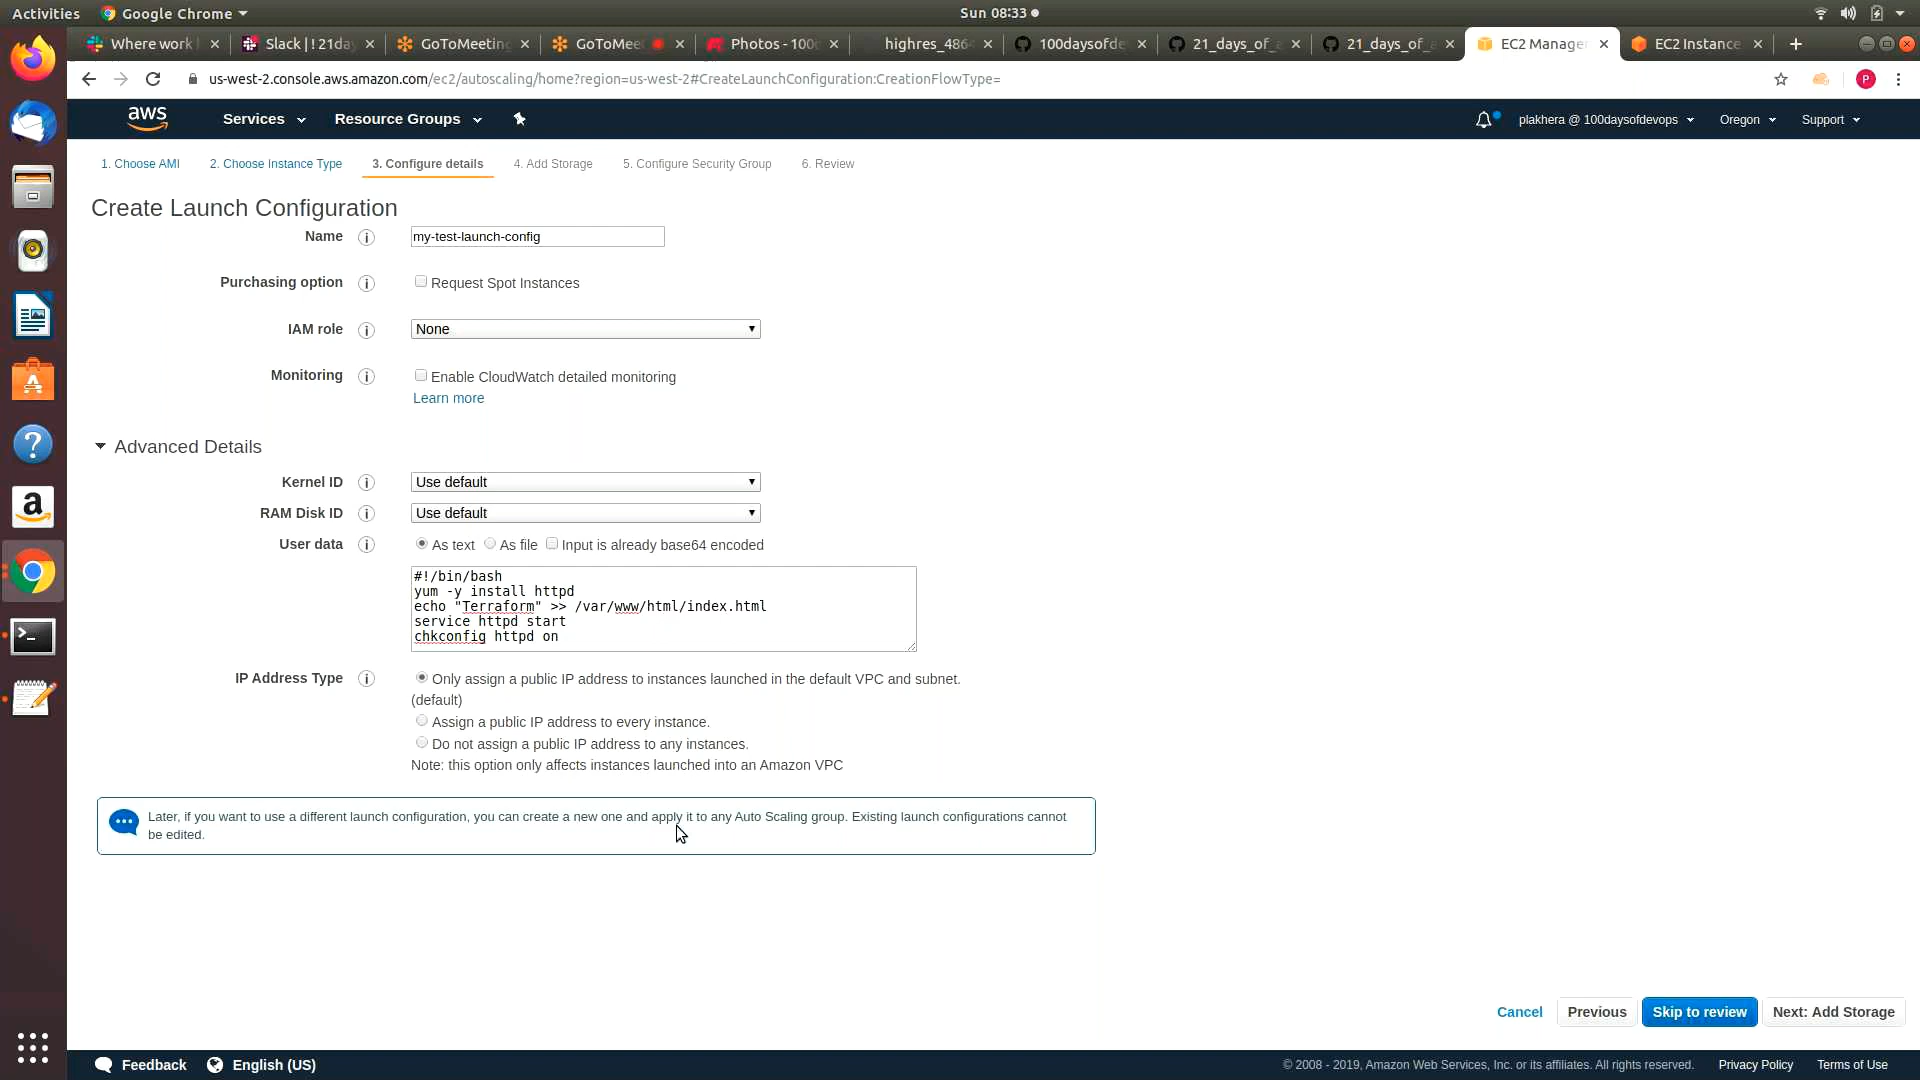 Activities Google Chrome Sun 08:33
Where work Slack | ! 21day GoToMeeting GoToMee Photos - 100 highres_486 100daysofde 21_days_of_a 21_days_of_a EC2 Manager EC2 Instance
us-west-2.console.aws.amazon.com/ec2/autoscaling/home?region=us-west-2#CreateLaunchConfiguration:CreationFlowType= P
aws Services Resource Groups plakhera @ 100daysofdevops Oregon Support
1. Choose AMI 2. Choose Instance Type 3. Configure details 4. Add Storage 5. Configure Security Group 6. Review
Create Launch Configuration
Name i my-test-launch-config
Purchasing option i Request Spot Instances
IAM role i None
Monitoring i Enable CloudWatch detailed monitoring
Learn more
Advanced Details
Kernel ID i Use default
RAM Disk ID i Use default
User data i As text As file Input is already base64 encoded
#!/bin/bash
yum -y install httpd
echo "Terraform" >> /var/www/html/index.html
service httpd start
chkconfig httpd on
IP Address Type i Only assign a public IP address to instances launched in the default VPC and subnet.
(default)
Assign a public IP address to every instance.
Do not assign a public IP address to any instances.
Note: this option only affects instances launched into an Amazon VPC
Later, if you want to use a different launch configuration, you can create a new one and apply it to any Auto Scaling group. Existing launch configurations cannot
be edited.
Cancel Previous Skip to review Next: Add Storage
Feedback English (US) © 2008 - 2019, Amazon Web Services, Inc. or its affiliates. All rights reserved. Privacy Policy Terms of Use